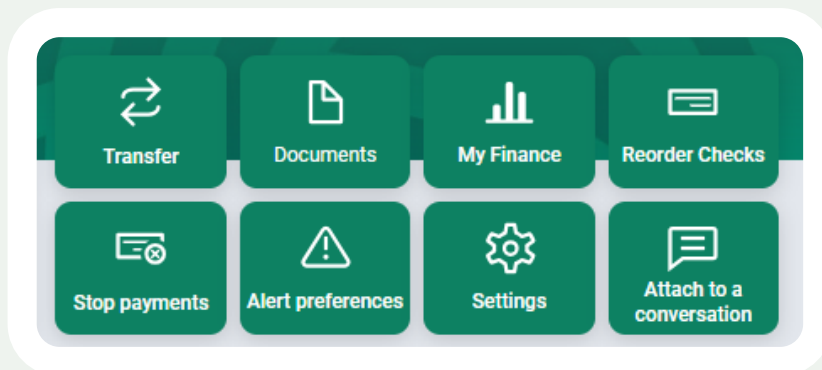 Transfer
Documents
My Finance
Reorder Checks
Stop payments
Alert preferences
Settings
Attach to a
conversation